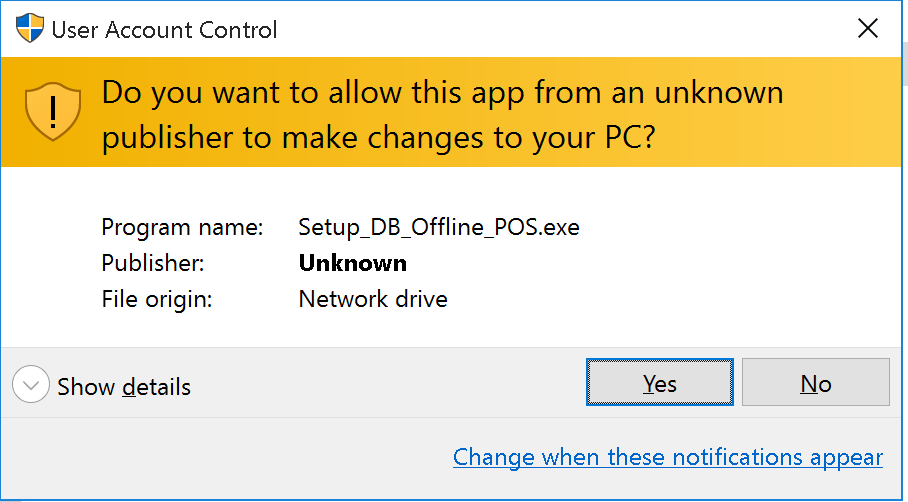 User Account Control
Do you want to allow this app from an unknown
publisher to make changes to your PC?
Program name: Setup_DB_Offline_POS.exe
Publisher: Unknown
File origin: Network drive
Show details
Yes
No
Change when these notifications appear